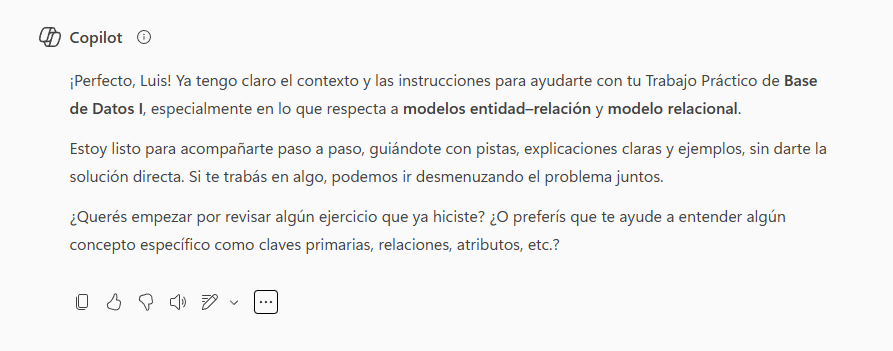 Copilot
¡Perfecto, Luis! Ya tengo claro el contexto y las instrucciones para ayudarte con tu Trabajo Práctico de Base
de Datos I, especialmente en lo que respecta a modelos entidad–relación y modelo relacional.
Estoy listo para acompañarte paso a paso, guiándote con pistas, explicaciones claras y ejemplos, sin darte la
solución directa. Si te trabás en algo, podemos ir desmenuzando el problema juntos.
¿Querés empezar por revisar algún ejercicio que ya hiciste? ¿O preferís que te ayude a entender algún
concepto específico como claves primarias, relaciones, atributos, etc.?